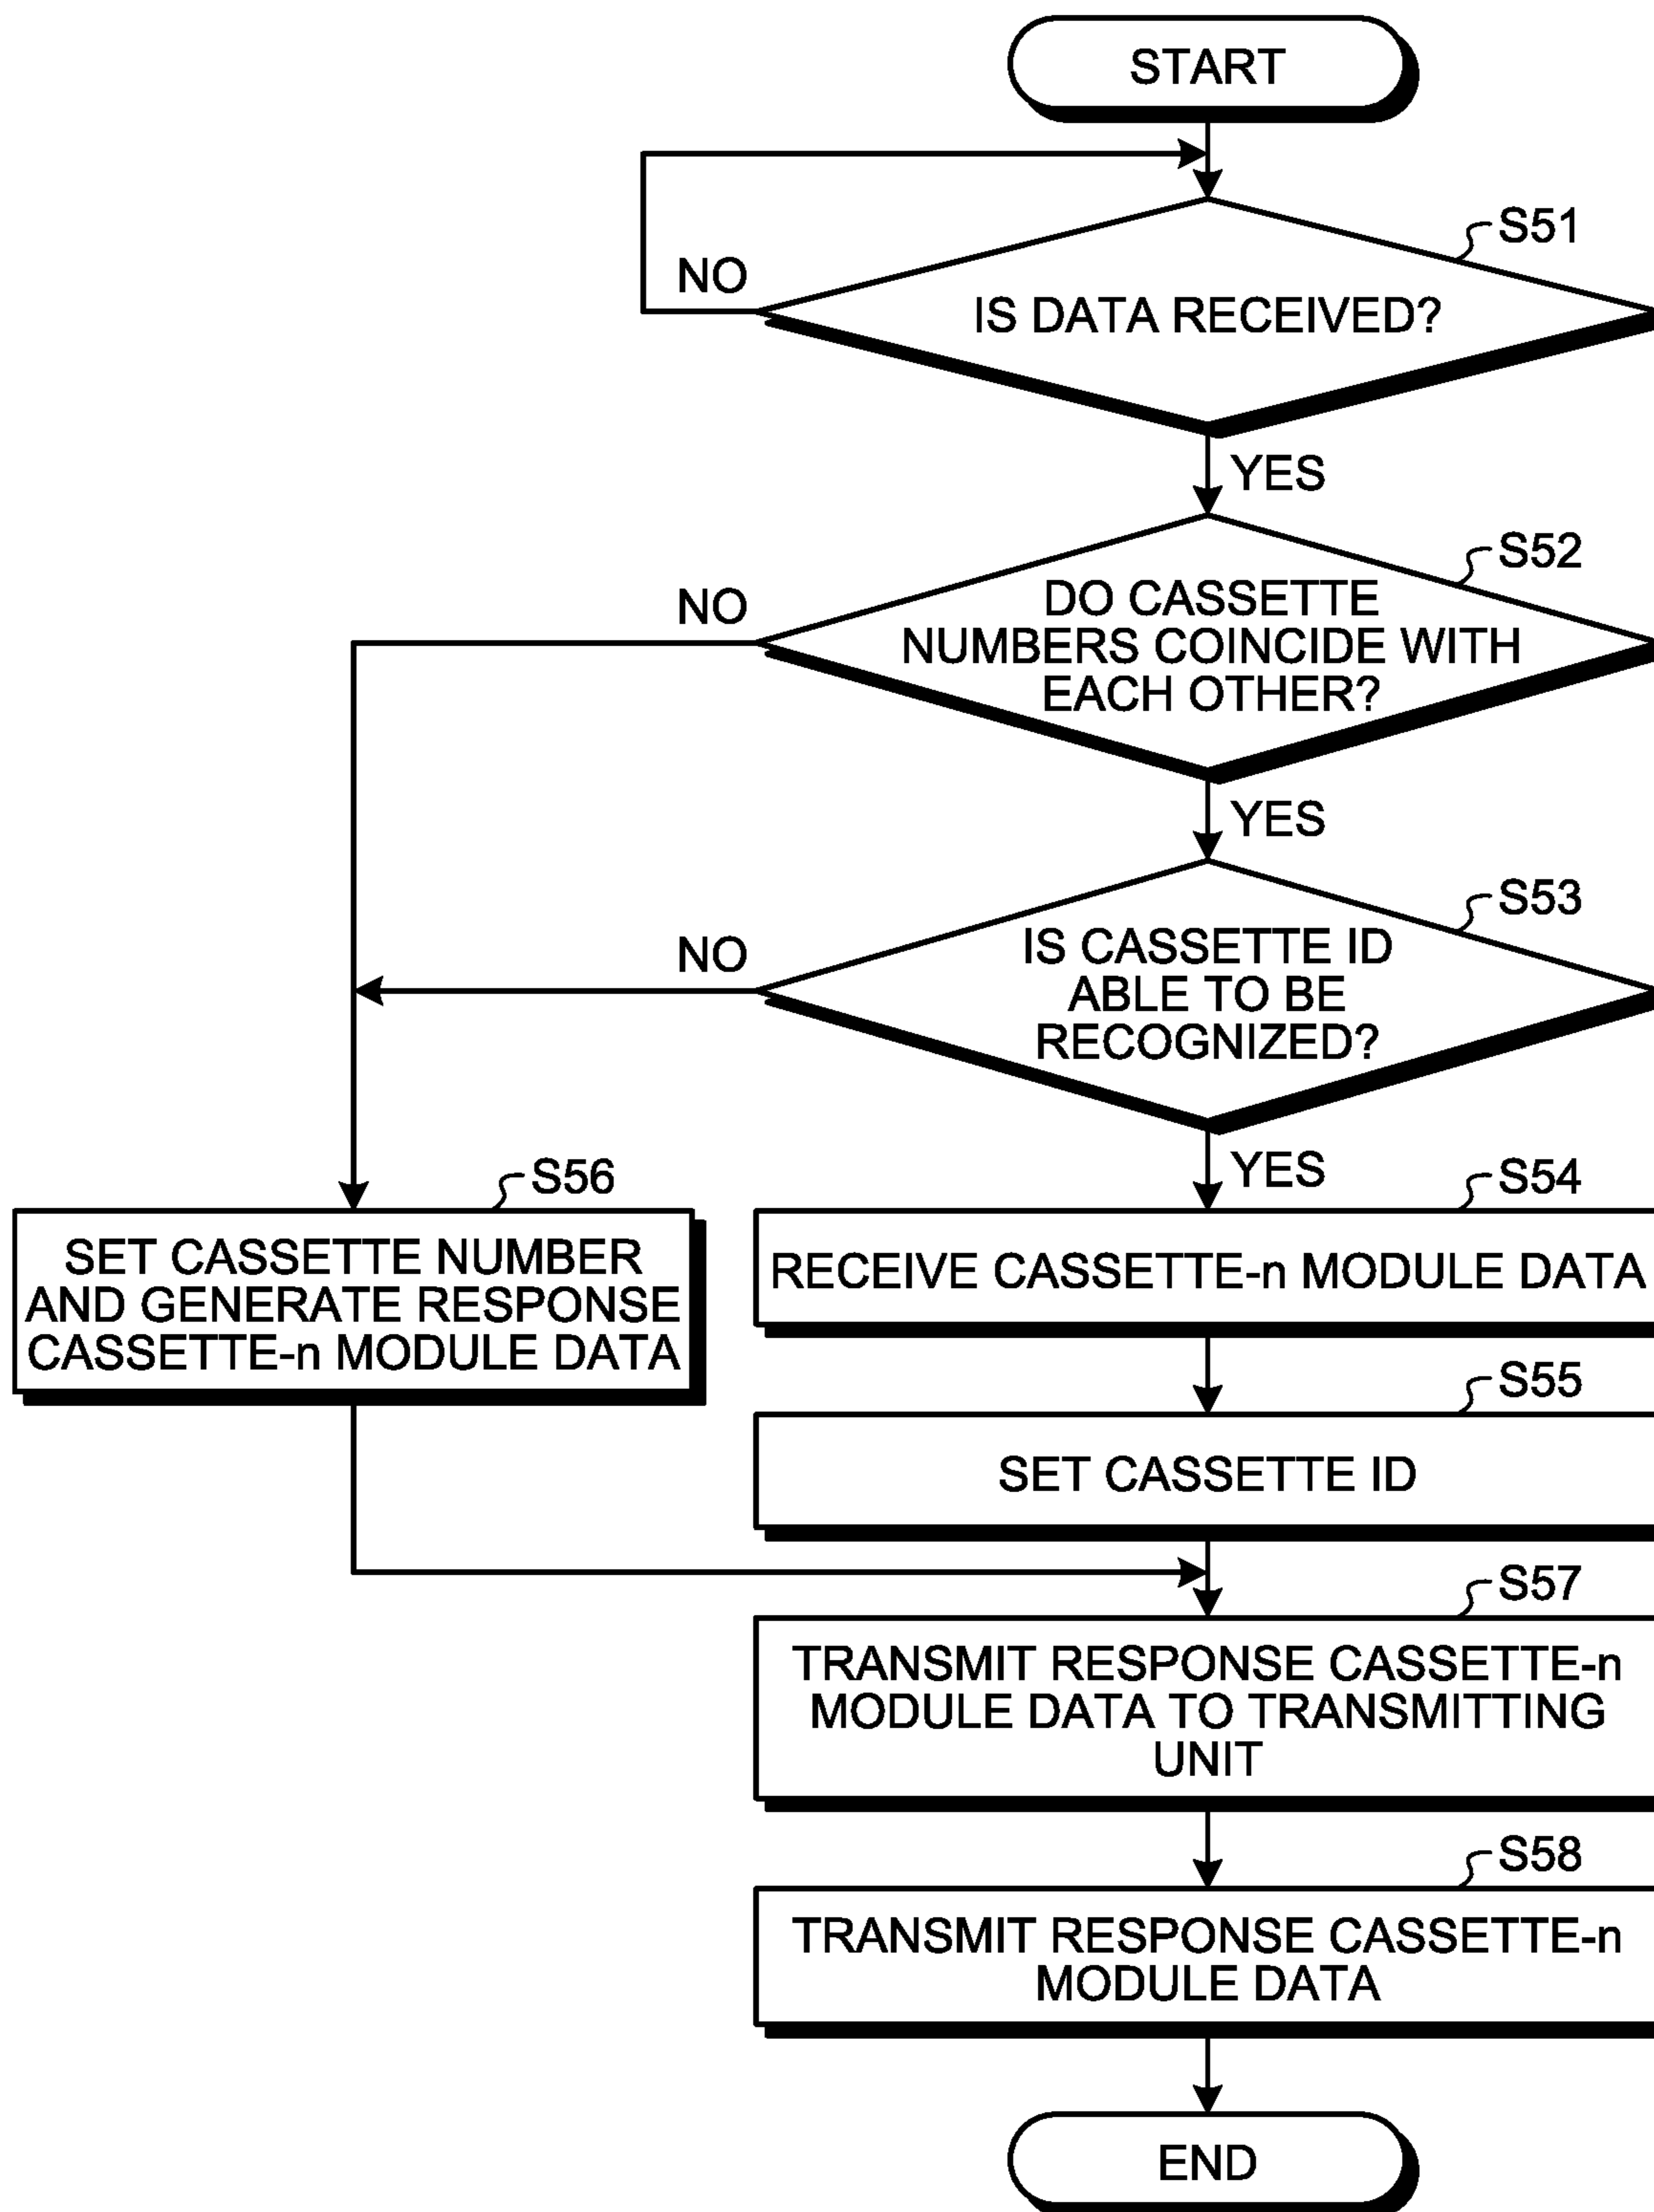 START
S51
NO
IS DATA RECEIVED?
YES
S52
NO
DO CASSETTE
NUMBERS COINCIDE WITH
EACH OTHER?
YES
S53
NO
IS CASSETTE ID
ABLE TO BE
RECOGNIZED?
YES
S56
S54
SET CASSETTE NUMBER
AND GENERATE RESPONSE
CASSETTE-n MODULE DATA
RECEIVE CASSETTE-n MODULE DATA
S55
SET CASSETTE ID
S57
TRANSMIT RESPONSE CASSETTE-n
MODULE DATA TO TRANSMITTING
UNIT
S58
TRANSMIT RESPONSE CASSETTE-n
MODULE DATA
END